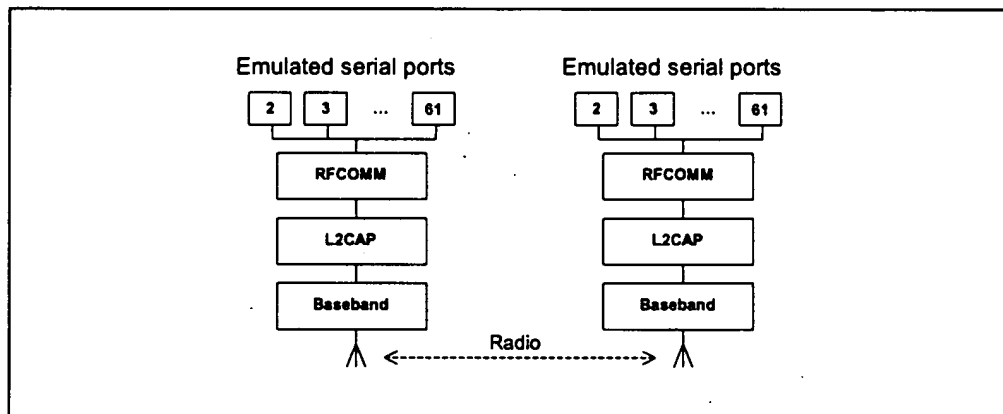 Emulated serial ports Emulated serial ports
2 3 ... 61 2 3 ... 61
RFCOMM RFCOMM
L2CAP L2CAP
Baseband Baseband
Radio